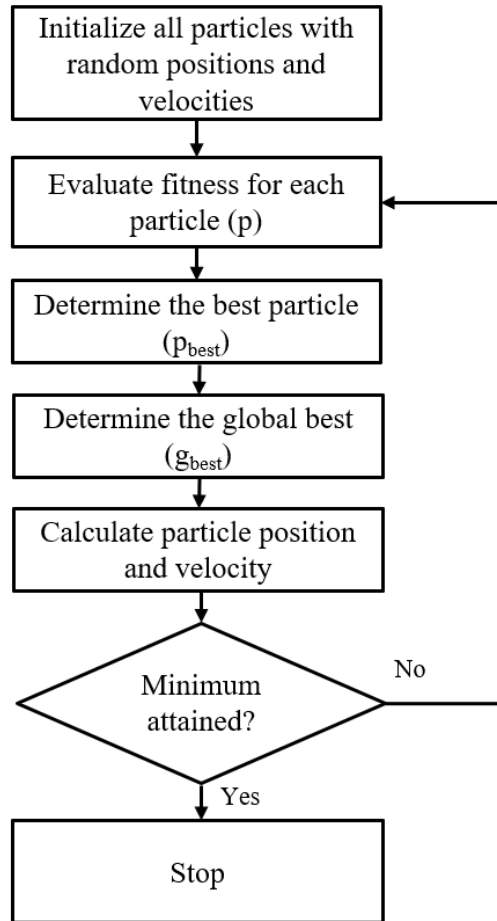 Initialize all particles with
random positions and
velocities
Evaluate fitness for each
particle (p)
Determine the best particle
(pbest)
Determine the global best
(gbest)
Calculate particle position
and velocity
Minimum
attained?
No
Yes
Stop